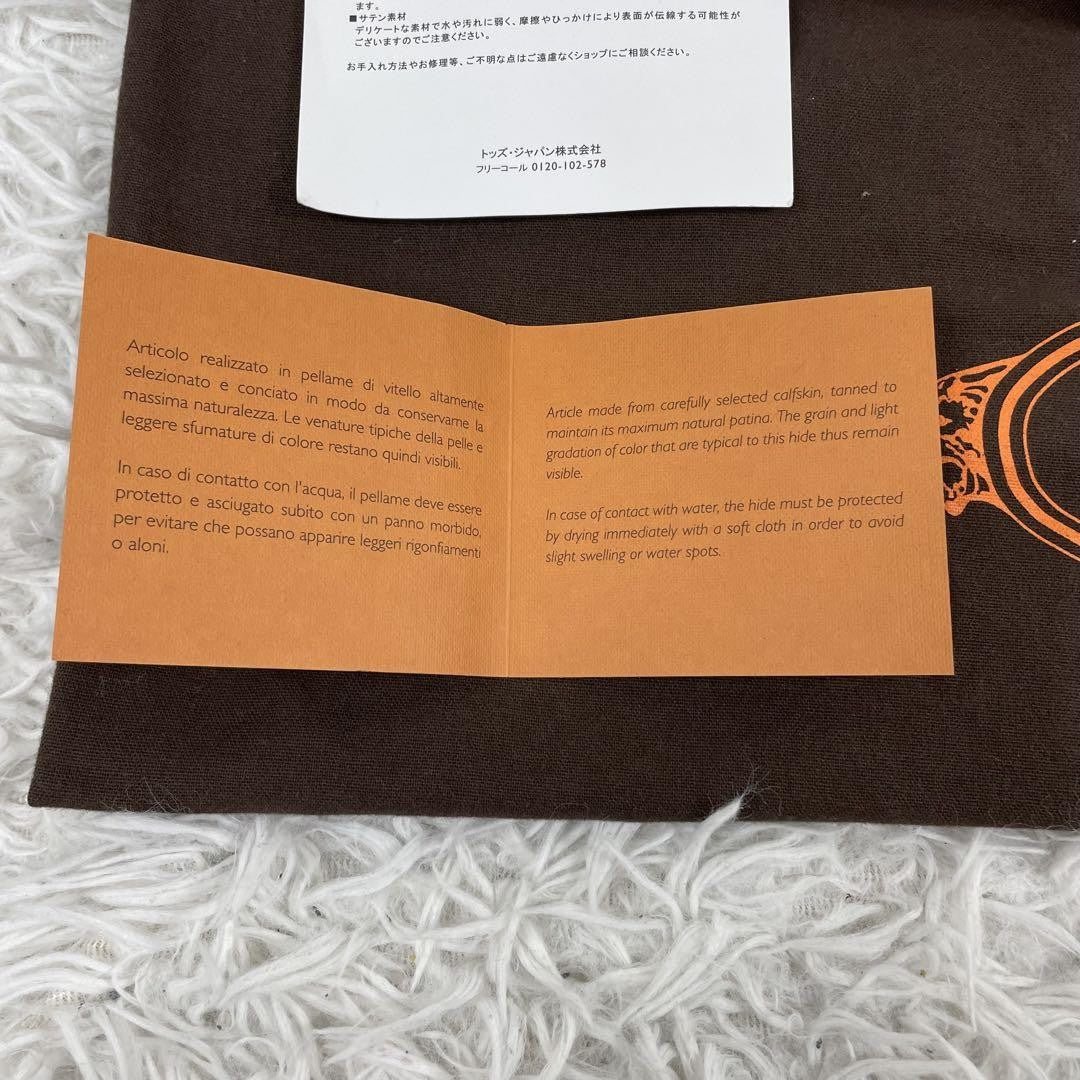 ます。
■サテン素材
デリケートな素材で水や汚れに弱く、摩擦やひっかけにより表面が伝線する可能性が
ございますのでご注意ください。
お手入れ方法やお修理等、ご不明な点はご遠慮なくショップにご相談ください。
トッズ・ジャパン株式会社
フリーコール 0120-102-578
Articolo realizzato in pellame di vitello altamente
selezionato e conciato in modo da conservarne la
massima naturalezza. Le venature tipiche della pelle e
leggere sfumature di colore restano quindi visibili.
In caso di contatto con l'acqua, il pellame deve essere
protetto e asciugato subito con un panno morbido,
per evitare che possano apparire leggeri rigonfiamenti
o aloni.
Article made from carefully selected calfskin, tanned to
maintain its maximum natural patina. The grain and light
gradation of color that are typical to this hide thus remain
visible.
In case of contact with water, the hide must be protected
by drying immediately with a soft cloth in order to avoid
slight swelling or water spots.